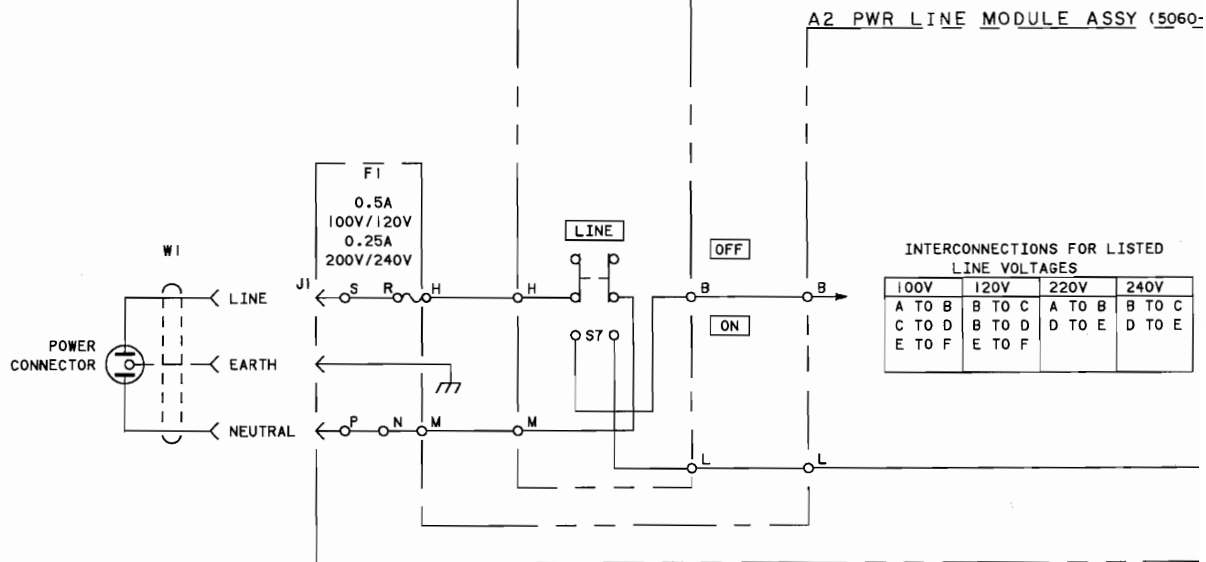 A2 PWR LINE MODULE ASSY (5060-
F1
0.5A
100V/120V
0.25A
200V/240V
W1
LINE
OFF
INTERCONNECTIONS FOR LISTED
LINE VOLTAGES
100V 120V 220V 240V
A TO B B TO C A TO B B TO C
C TO D B TO D D TO E D TO E
E TO F E TO F
J1 S R H H B B
LINE
ON
S7
POWER
CONNECTOR
EARTH
NEUTRAL
P N M M
L L